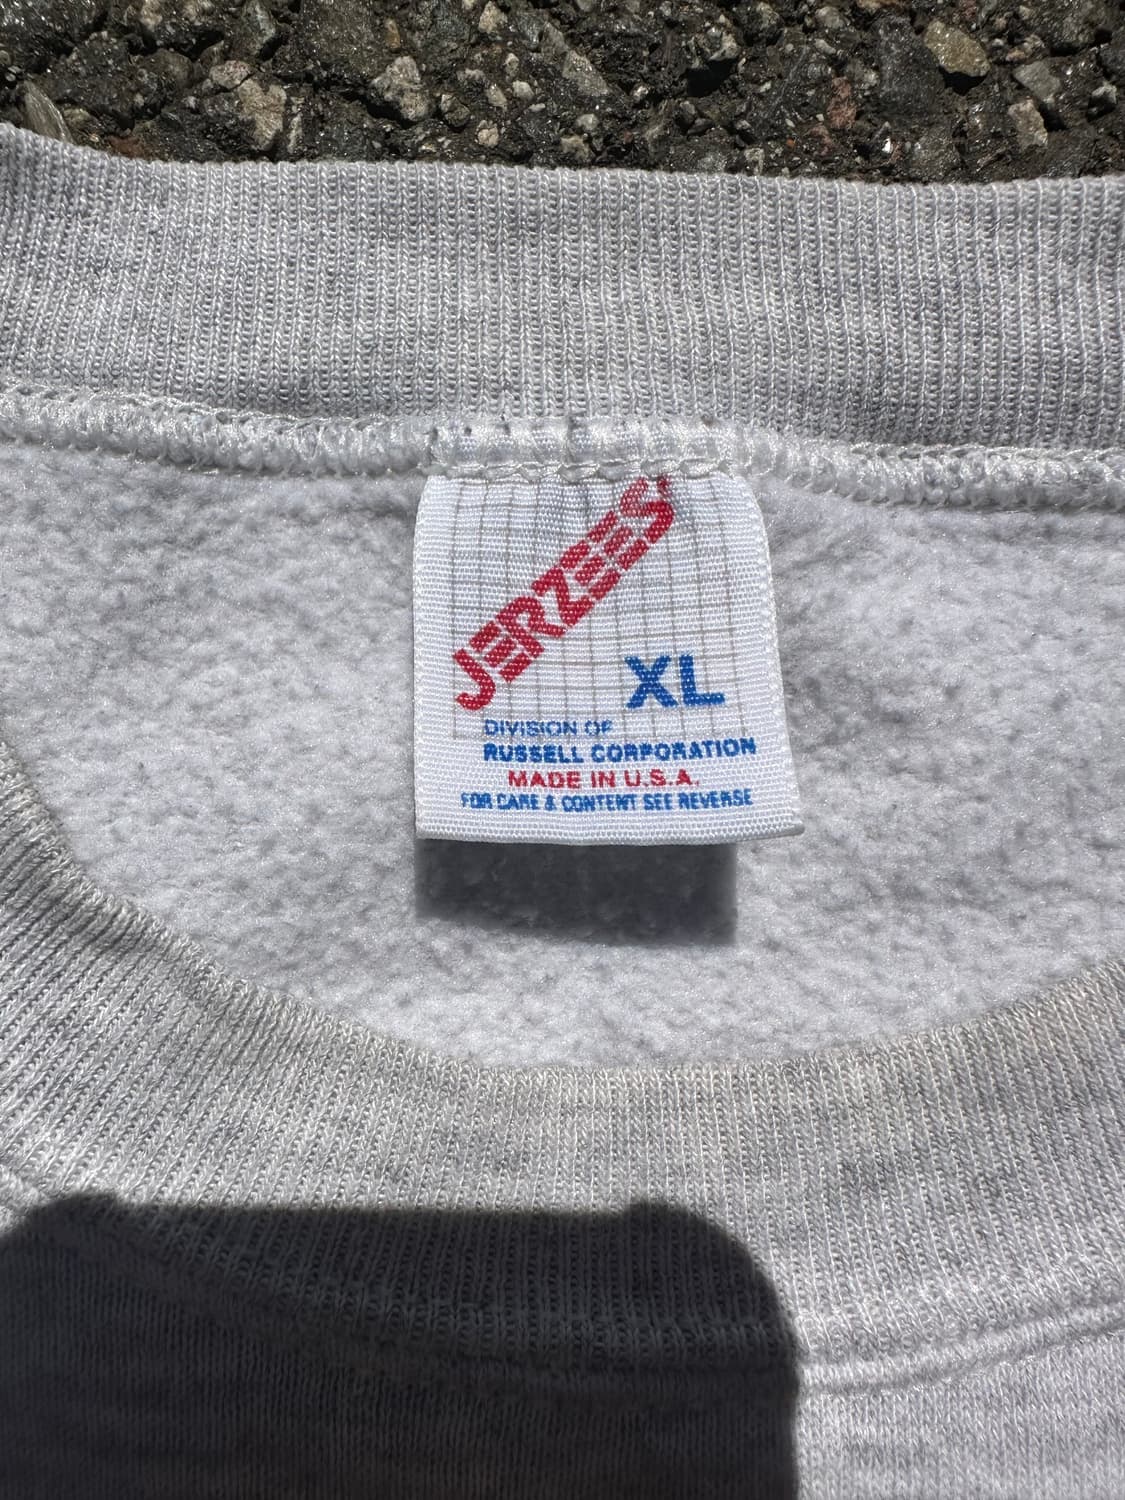 JERZEES
XL
DIVISION OF
RUSSELL CORPORATION
MADE IN U.S.A.
FOR CARE & CONTENT SEE REVERSE